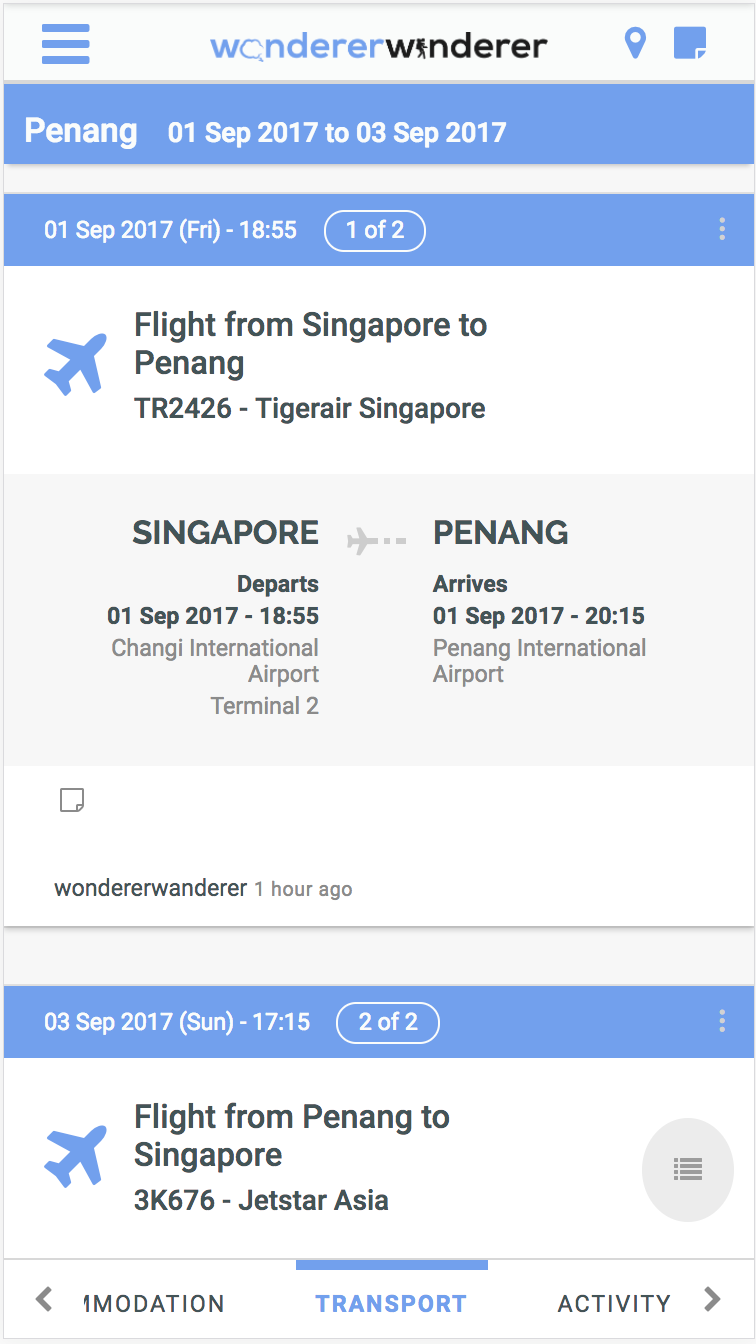 wondererwanderer
Penang 01 Sep 2017 to 03 Sep 2017
01 Sep 2017 (Fri) - 18:55 1 of 2
Flight from Singapore to
Penang
TR2426 - Tigerair Singapore
SINGAPORE PENANG
Departs Arrives
01 Sep 2017 - 18:55 01 Sep 2017 - 20:15
Changi International Penang International
Airport Airport
Terminal 2
wondererwanderer 1 hour ago
03 Sep 2017 (Sun) - 17:15 2 of 2
Flight from Penang to
Singapore
3K676 - Jetstar Asia
MMODATION TRANSPORT ACTIVITY